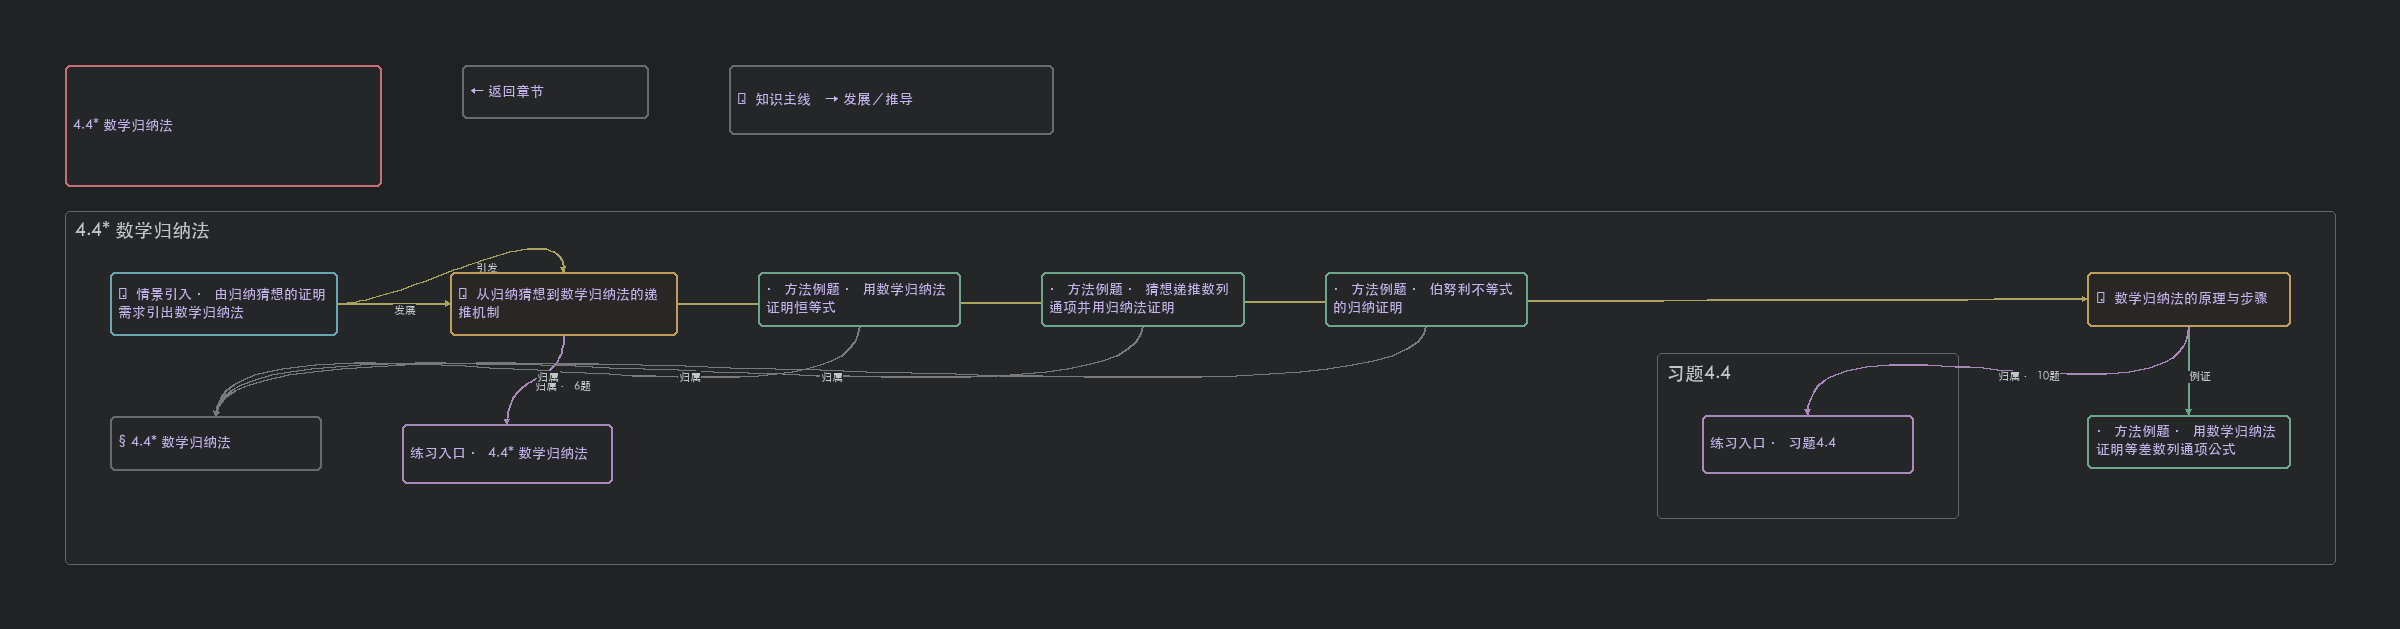 4.4* 数学归纳法
← 返回章节
知识主线 → 发展／推导
4.4* 数学归纳法
引发
情景引入· 由归纳猜想的证明
需求引出数学归纳法
发展
从归纳猜想到数学归纳法的递
推机制
· 方法例题· 用数学归纳法
证明恒等式
· 方法例题· 猜想递推数列
通项并用归纳法证明
· 方法例题· 伯努利不等式
的归纳证明
数学归纳法的原理与步骤
归属
归属· 6题
归属
归属
习题4.4
归属· 10题
例证
§ 4.4* 数学归纳法
练习入口· 4.4* 数学归纳法
练习入口· 习题4.4
· 方法例题· 用数学归纳法
证明等差数列通项公式